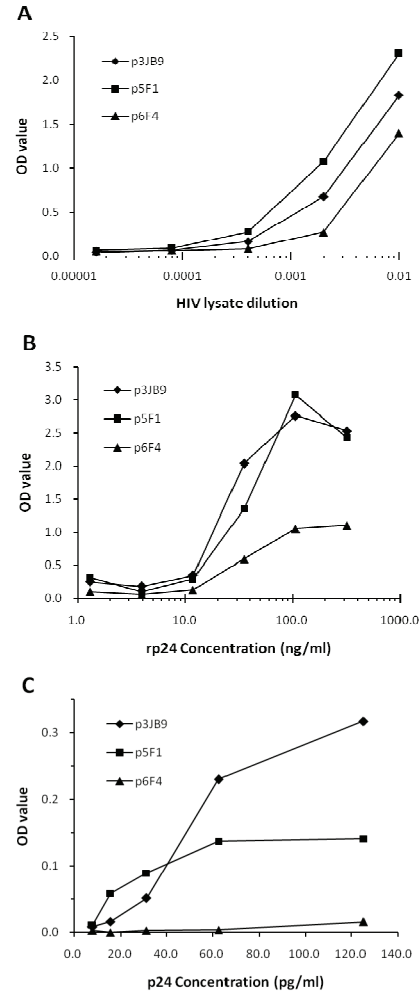 A
2.5
2.0
1.5
1.0
0.5
0.0
OD value
p3JB9
p5F1
p6F4
0.00001
0.0001
0.001
0.01
HIV lysate dilution
B
3.5
3.0
2.5
2.0
1.5
1.0
0.5
0.0
OD value
p3JB9
p5F1
p6F4
1.0
10.0
100.0
1000.0
rp24 Concentration (ng/ml)
C
0.3
0.2
0.1
0.0
OD value
p3JB9
p5F1
p6F4
0.0
20.0
40.0
60.0
80.0
100.0
120.0
140.0
p24 Concentration (pg/ml)